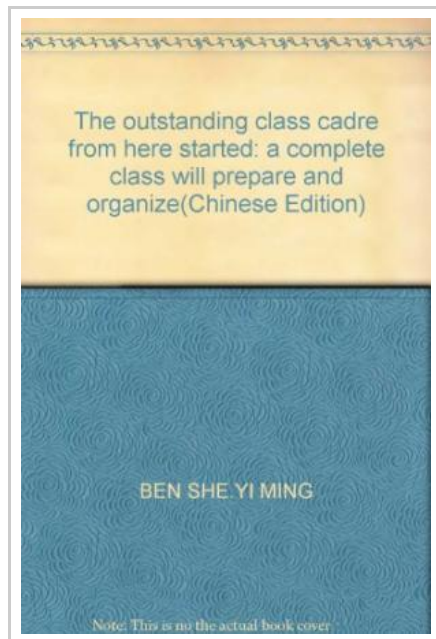 The outstanding class cadre
from here started: a complete
class will prepare and
organize(Chinese Edition)
BEN SHE.YI MING
Note: This is no the actual book cover